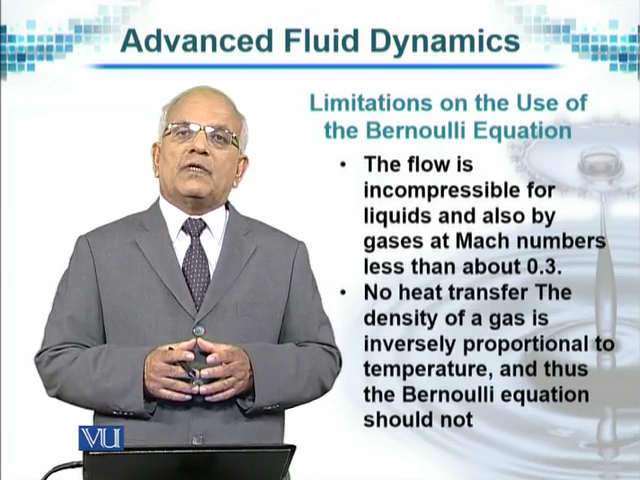 Advanced Fluid Dynamics
Limitations on the Use of
the Bernoulli Equation
• The flow is
incompressible for
liquids and also by
gases at Mach numbers
less than about 0.3.
• No heat transfer The
density of a gas is
inversely proportional to
temperature, and thus
the Bernoulli equation
should not
VU